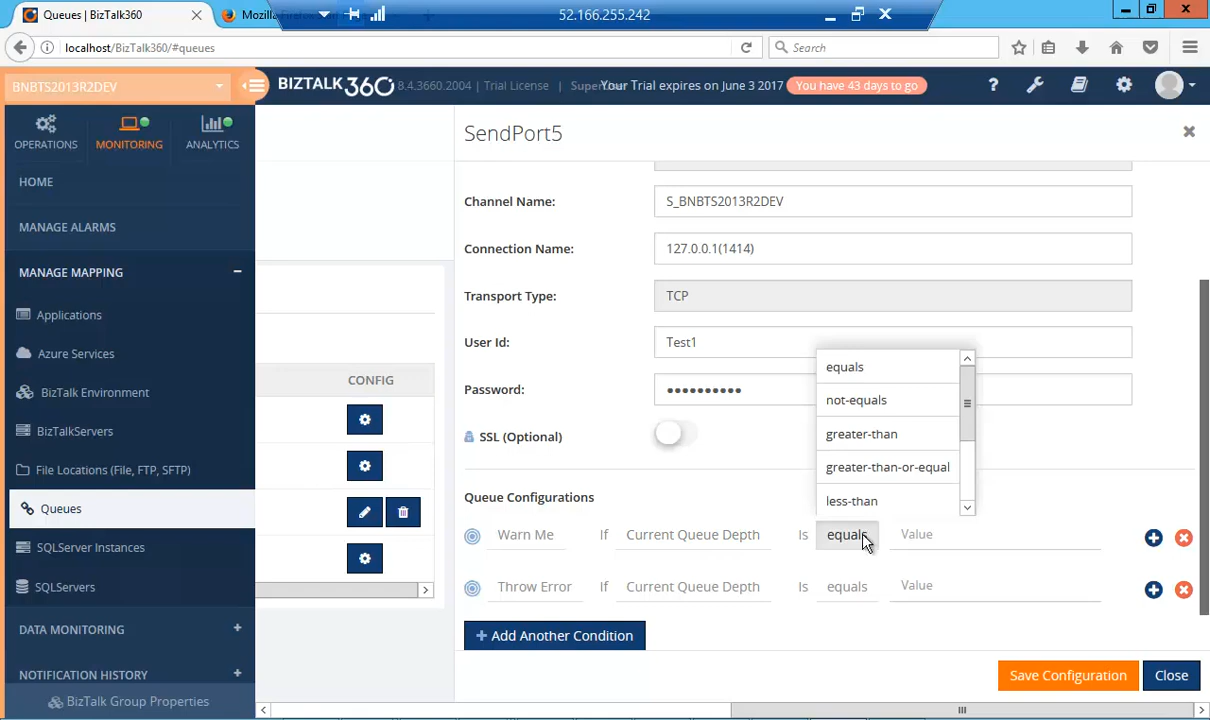 Queues | BizTalk360
Mozilla Firefox S
52.166.255.242
localhost/BizTalk360/#queues
Search
BNBTS2013R2DEV
BIZTALK360
8.4.3660.2004 | Trial License | Super
Your Trial expires on June 3 2017
You have 43 days to go
OPERATIONS
MONITORING
ANALYTICS
HOME
MANAGE ALARMS
MANAGE MAPPING
Applications
Azure Services
BizTalk Environment
BizTalkServers
File Locations (File, FTP, SFTP)
Queues
SQLServer Instances
SQLServers
DATA MONITORING
NOTIFICATION HISTORY
BizTalk Group Properties
CONFIG
SendPort5
Channel Name: S_BNBTS2013R2DEV
Connection Name: 127.0.0.1(1414)
Transport Type: TCP
User Id: Test1
Password: ••••••••••
SSL (Optional)
equals
not-equals
greater-than
greater-than-or-equal
less-than
Queue Configurations
Warn Me If Current Queue Depth Is equals Value
Throw Error If Current Queue Depth Is equals Value
+ Add Another Condition
Save Configuration
Close